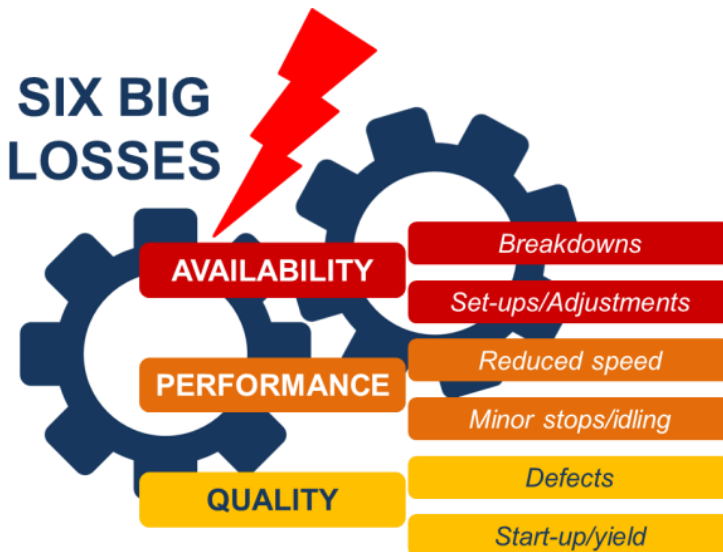 SIX BIG
LOSSES
AVAILABILITY
Breakdowns
Set-ups/Adjustments
PERFORMANCE
Reduced speed
Minor stops/idling
QUALITY
Defects
Start-up/yield